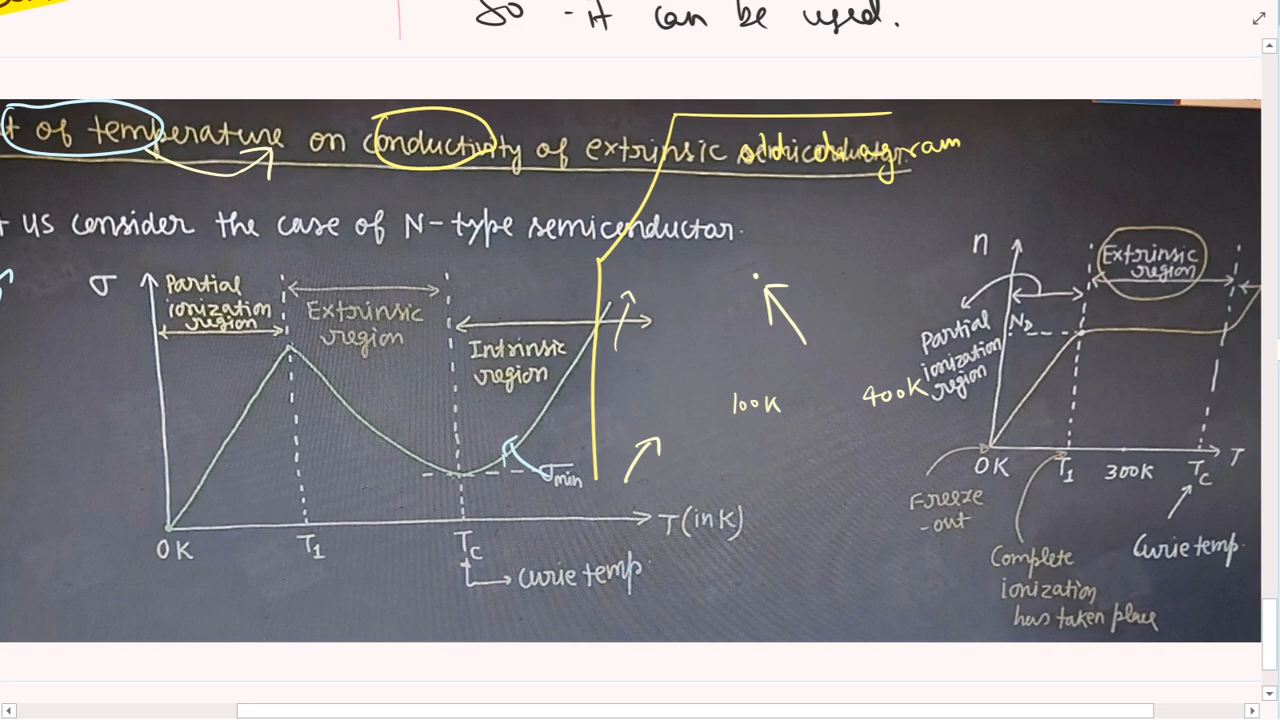 So - it can be used.
t of temperature on conductivity of extrinsic
diagram
t us consider the case of N-type semiconductor.
σ
Partial
ionization
region
Extrinsic
region
Intrinsic
region
σmin
0K
T1
Tc
T(in K)
curie temp.
100K
400K
n
Extrinsic
region
Partial
ionization
region
ND
0K
T1
300K
Tc
T
Freeze
-out
Complete
ionization
has taken place
Curie temp.